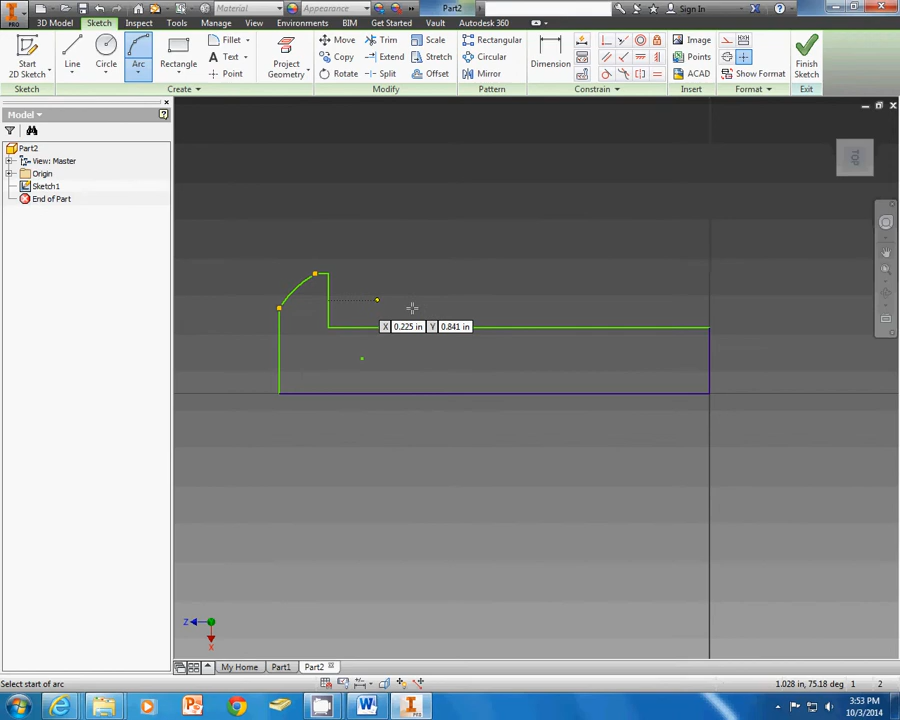 PRO
Material
Appearance
Part2
Sign In
Sketch
Inspect
Tools
Manage
View
Environments
BIM
Get Started
Vault
Autodesk 360
Start
2D Sketch
Line
Circle
Arc
Rectangle
Fillet
Text
Point
Project
Geometry
Move
Copy
Rotate
Trim
Extend
Split
Scale
Stretch
Offset
Rectangular
Circular
Mirror
Dimension
Image
Points
ACAD
Show Format
Finish
Sketch
Sketch
Create
Modify
Pattern
Constrain
Insert
Format
Exit
3D Model
Model
Part2
View: Master
Origin
Sketch1
End of Part
TOP
X 0.225 in Y 0.841 in
Z
X
My Home
Part1
Part2
Select start of arc
1.028 in, 75.18 deg 1 2
3:53 PM
10/3/2014